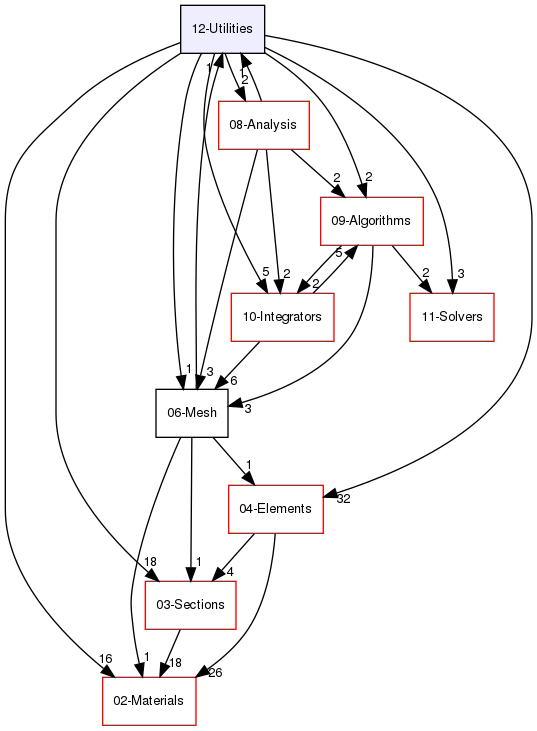 12-Utilities
1
1
2
08-Analysis
2
2
09-Algorithms
5
2
2
5
2
3
10-Integrators
11-Solvers
1
3
6
06-Mesh
3
1
32
04-Elements
18
1
4
03-Sections
16
1
18
26
02-Materials